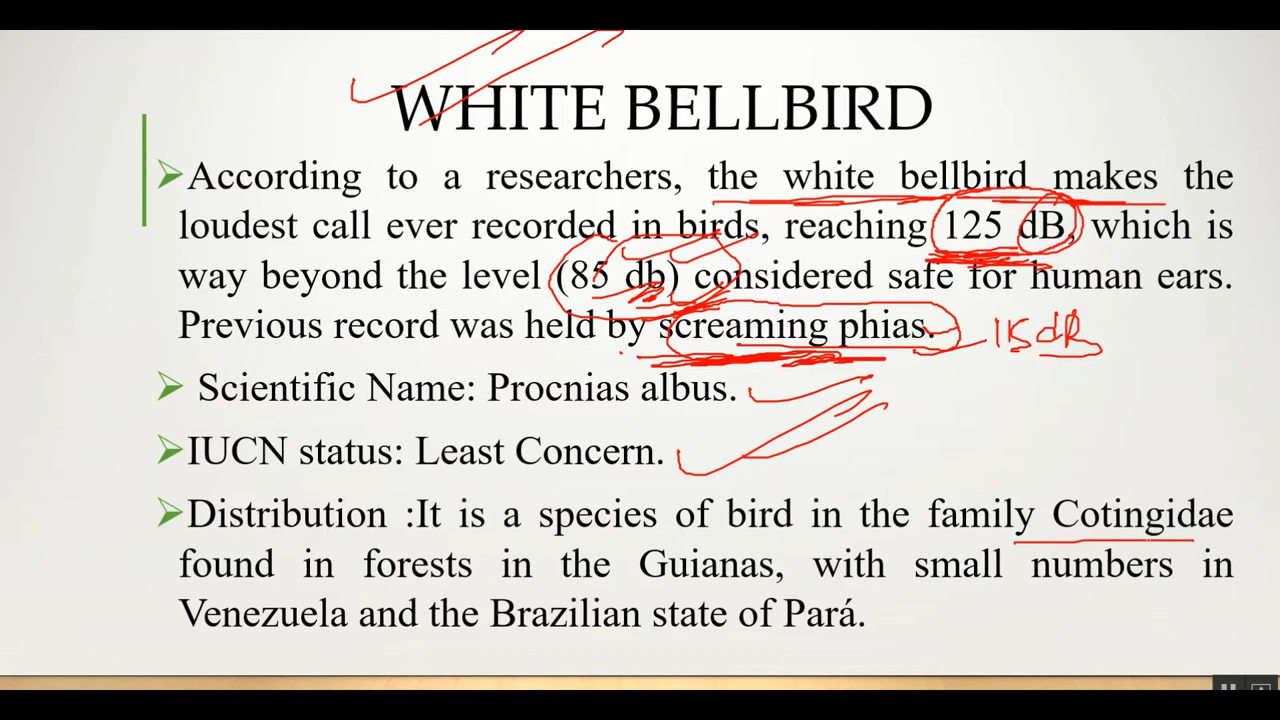 WHITE BELLBIRD
According to a researchers, the white bellbird makes the
loudest call ever recorded in birds, reaching 125 dB, which is
way beyond the level (85 db) considered safe for human ears.
Previous record was held by screaming phias.
Scientific Name: Procnias albus.
IUCN status: Least Concern.
Distribution :It is a species of bird in the family Cotingidae
found in forests in the Guianas, with small numbers in
Venezuela and the Brazilian state of Pará.